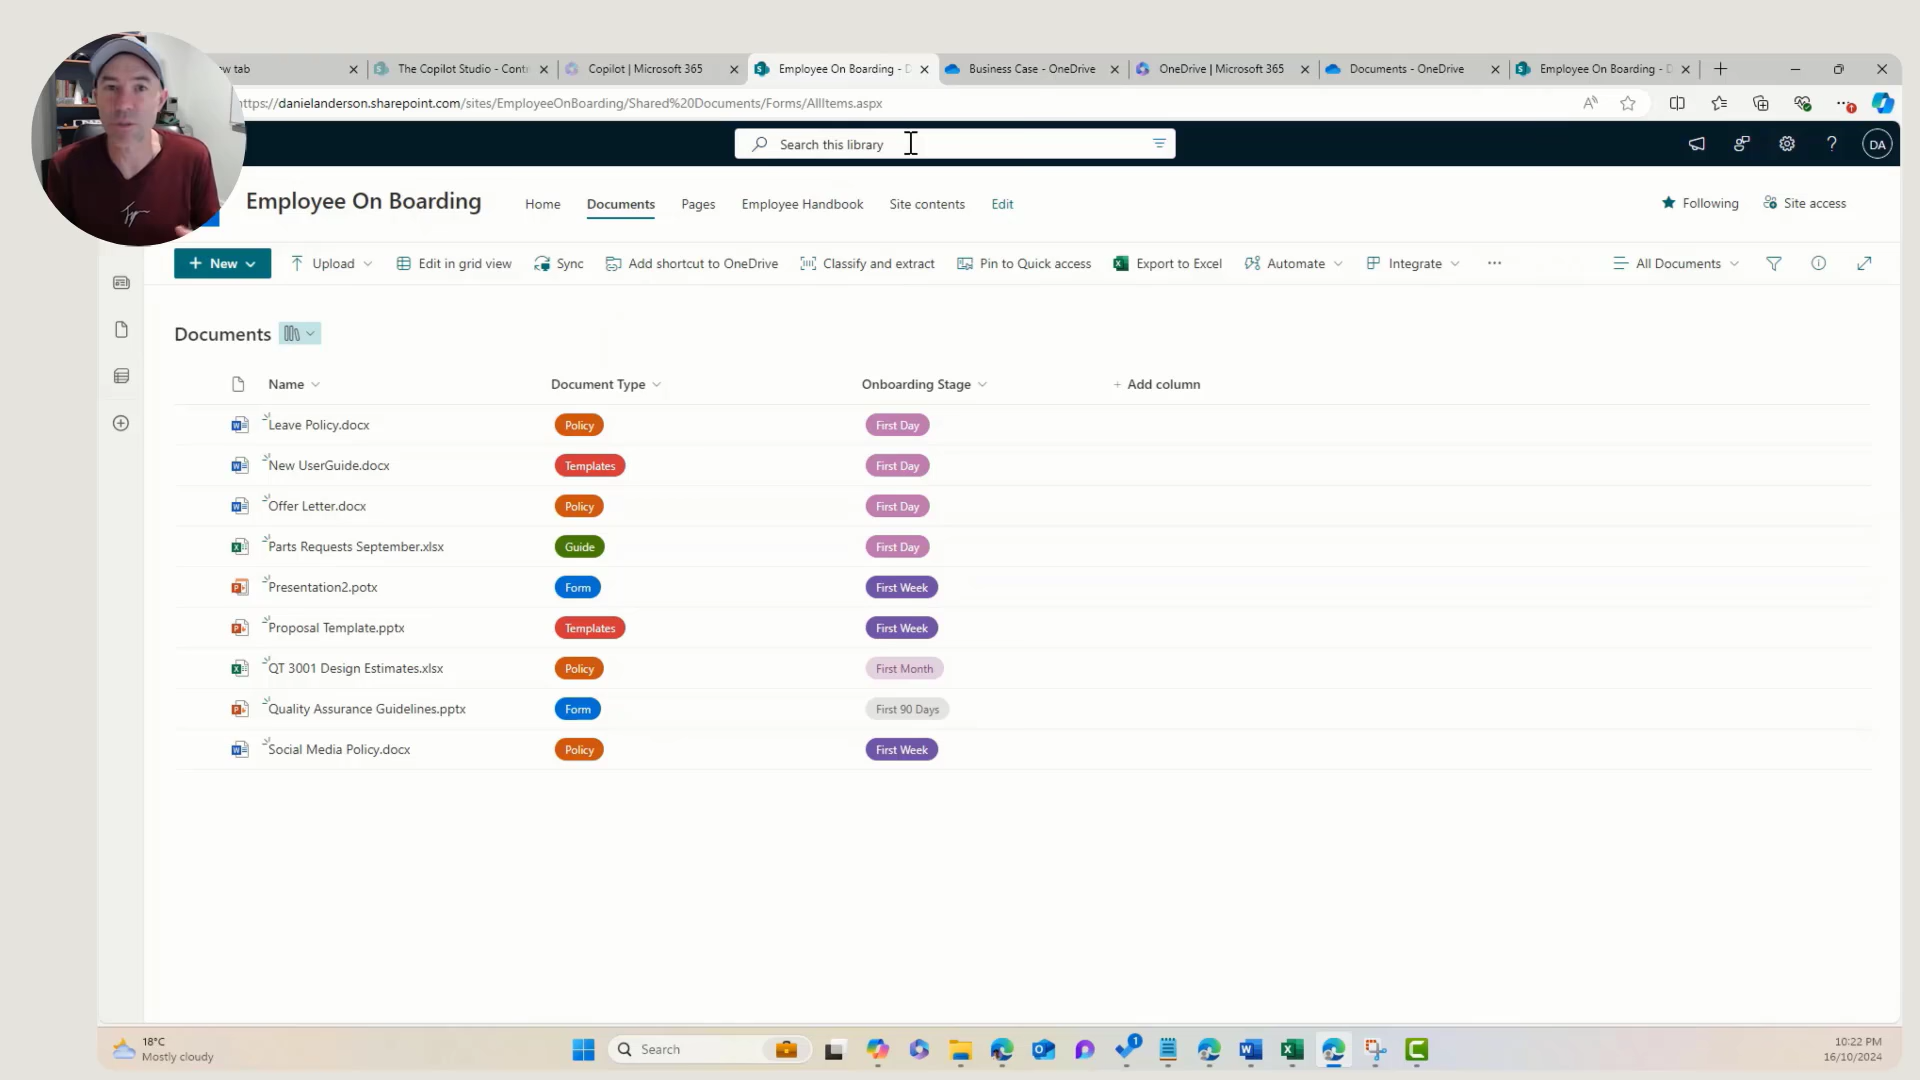 w tab
The Copilot Studio - Cont
Copilot | Microsoft 365
Employee On Boarding - D
Business Case - OneDrive
OneDrive | Microsoft 365
Documents - OneDrive
Employee On Boarding - D
https://danielanderson.sharepoint.com/sites/EmployeeOnBoarding/Shared%20Documents/Forms/AllItems.aspx
Search this library
DA
Employee On Boarding
Home
Documents
Pages
Employee Handbook
Site contents
Edit
Following
Site access
New
Upload
Edit in grid view
Sync
Add shortcut to OneDrive
Classify and extract
Pin to Quick access
Export to Excel
Automate
Integrate
All Documents
Documents
Name
Document Type
Onboarding Stage
+ Add column
Leave Policy.docx
Policy
First Day
New UserGuide.docx
Templates
First Day
Offer Letter.docx
Policy
First Day
Parts Requests September.xlsx
Guide
First Day
Presentation2.potx
Form
First Week
Proposal Template.pptx
Templates
First Week
QT 3001 Design Estimates.xlsx
Policy
First Month
Quality Assurance Guidelines.pptx
Form
First 90 Days
Social Media Policy.docx
Policy
First Week
18°C
Mostly cloudy
Search
1
10:22 PM
16/10/2024